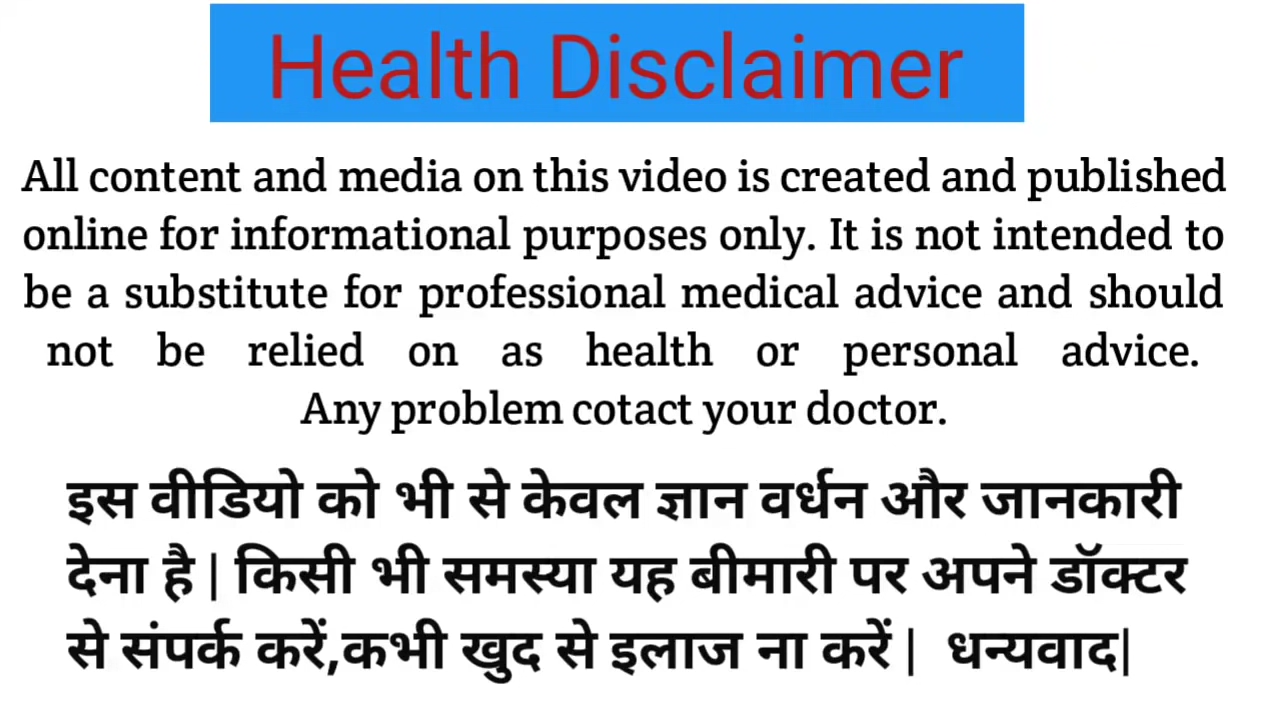 Health Disclaimer
All content and media on this video is created and published
online for informational purposes only. It is not intended to
be a substitute for professional medical advice and should
not be relied on as health or personal advice.
Any problem cotact your doctor.
इस वीडियो को भी से केवल ज्ञान वर्धन और जानकारी
देना है | किसी भी समस्या यह बीमारी पर अपने डॉक्टर
से संपर्क करें,कभी खुद से इलाज ना करें | धन्यवाद|